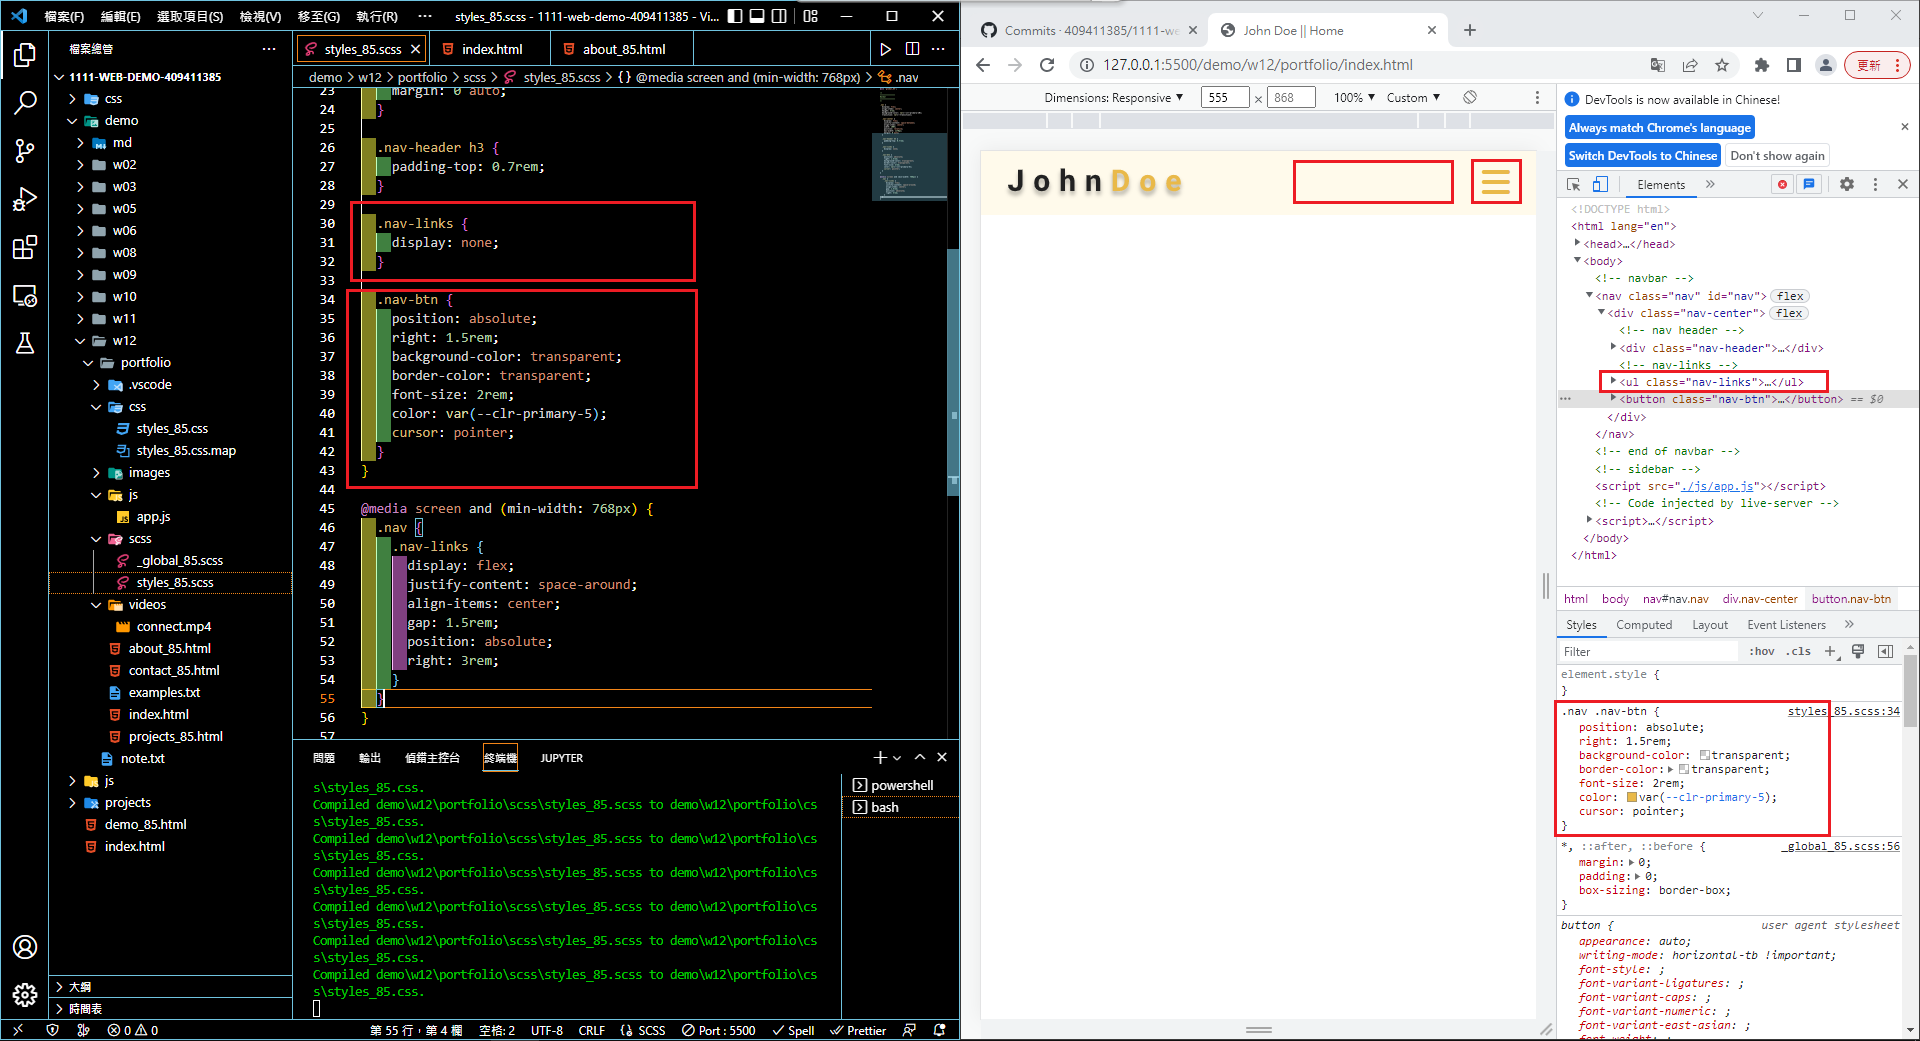 檔案(F) 編輯(E) 選取項目(S) 檢視(V) 移至(G) 執行(R) ··· styles_85.scss - 1111-web-demo-409411385 - Vi...
檔案總管 ···
1111-WEB-DEMO-409411385
css
demo
md
w02
w03
w05
w06
w08
w09
w10
w11
w12
portfolio
.vscode
css
styles_85.css
styles_85.css.map
images
js
app.js
scss
_global_85.scss
styles_85.scss
videos
connect.mp4
about_85.html
contact_85.html
examples.txt
index.html
projects_85.html
note.txt
js
projects
demo_85.html
index.html
大綱
時間表
styles_85.scss index.html about_85.html
demo > w12 > portfolio > scss > styles_85.scss > {} @media screen and (min-width: 768px) > .nav
23 margin: 0 auto;
24 }
25
26 .nav-header h3 {
27 padding-top: 0.7rem;
28 }
29
30 .nav-links {
31 display: none;
32 }
33
34 .nav-btn {
35 position: absolute;
36 right: 1.5rem;
37 background-color: transparent;
38 border-color: transparent;
39 font-size: 2rem;
40 color: var(--clr-primary-5);
41 cursor: pointer;
42 }
43 }
44
45 @media screen and (min-width: 768px) {
46 .nav {
47 .nav-links {
48 display: flex;
49 justify-content: space-around;
50 align-items: center;
51 gap: 1.5rem;
52 position: absolute;
53 right: 3rem;
54 }
55 }
56 }
57
問題 輸出 偵錯主控台 終端機 JUPYTER
s\styles_85.css.
Compiled demo\w12\portfolio\scss\styles_85.scss to demo\w12\portfolio\cs
s\styles_85.css.
Compiled demo\w12\portfolio\scss\styles_85.scss to demo\w12\portfolio\cs
s\styles_85.css.
Compiled demo\w12\portfolio\scss\styles_85.scss to demo\w12\portfolio\cs
s\styles_85.css.
Compiled demo\w12\portfolio\scss\styles_85.scss to demo\w12\portfolio\cs
s\styles_85.css.
Compiled demo\w12\portfolio\scss\styles_85.scss to demo\w12\portfolio\cs
s\styles_85.css.
Compiled demo\w12\portfolio\scss\styles_85.scss to demo\w12\portfolio\cs
s\styles_85.css.
powershell
bash
0 0 第 55 行，第 4 欄 空格: 2 UTF-8 CRLF SCSS Port : 5500 Spell Prettier
Commits · 409411385/1111-we John Doe || Home
127.0.0.1:5500/demo/w12/portfolio/index.html 更新
Dimensions: Responsive 555 × 868 100% Custom
JohnDoe
DevTools is now available in Chinese!
Always match Chrome's language
Switch DevTools to Chinese Don't show again
Elements
<!DOCTYPE html>
<html lang="en">
<head>…</head>
<body>
<!-- navbar -->
<nav class="nav" id="nav"> flex
<div class="nav-center"> flex
<!-- nav header -->
<div class="nav-header">…</div>
<!-- nav-links -->
<ul class="nav-links">…</ul>
<button class="nav-btn">…</button> == $0
</div>
</nav>
<!-- end of navbar -->
<!-- sidebar -->
<script src="./js/app.js"></script>
<!-- Code injected by live-server -->
<script>…</script>
</body>
</html>
html body nav#nav.nav div.nav-center button.nav-btn
Styles Computed Layout Event Listeners
Filter :hov .cls
element.style {
}
.nav .nav-btn { styles_85.scss:34
position: absolute;
right: 1.5rem;
background-color: transparent;
border-color: transparent;
font-size: 2rem;
color: var(--clr-primary-5);
cursor: pointer;
}
*, ::after, ::before { _global_85.scss:56
margin: 0;
padding: 0;
box-sizing: border-box;
}
button { user agent stylesheet
appearance: auto;
writing-mode: horizontal-tb !important;
font-style: ;
font-variant-ligatures: ;
font-variant-caps: ;
font-variant-numeric: ;
font-variant-east-asian: ;